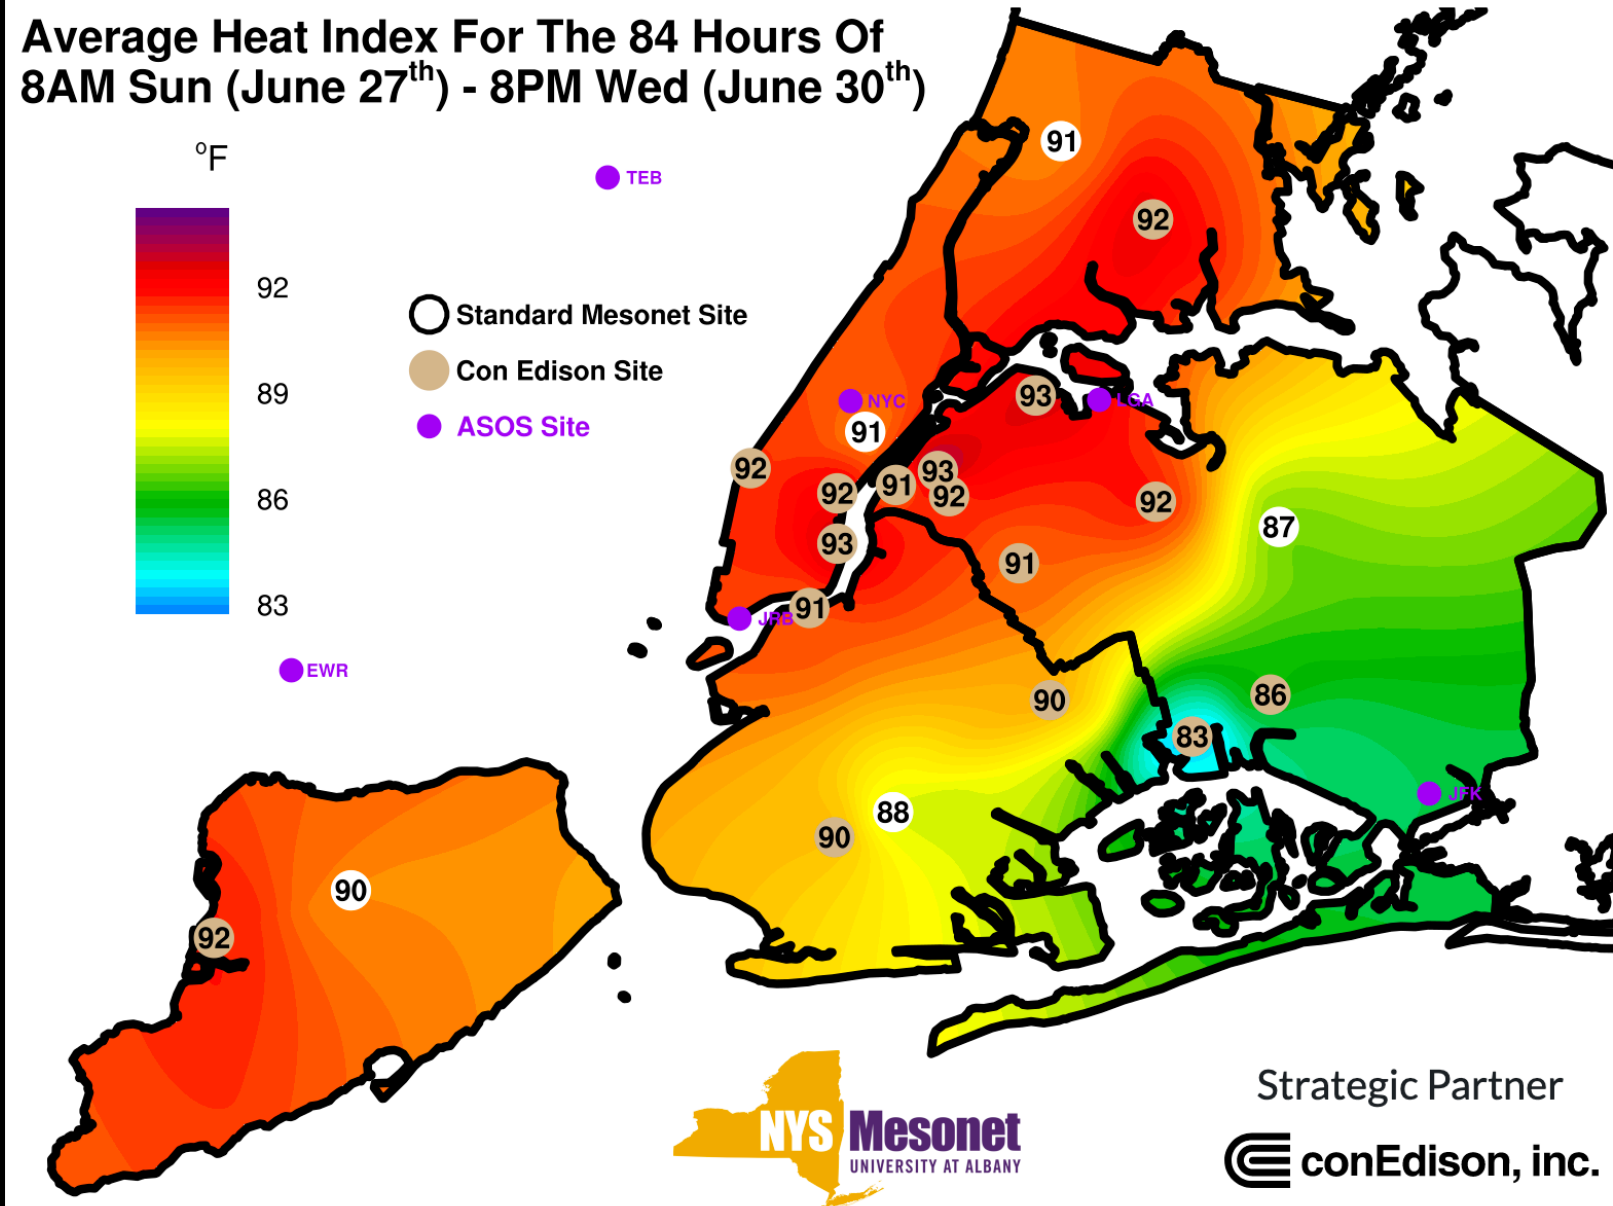 Average Heat Index For The 84 Hours Of
8AM Sun (June 27th) - 8PM Wed (June 30th)
°F
92
89
86
83
Standard Mesonet Site
Con Edison Site
ASOS Site
TEB
EWR
91
92
NYC
91
93
LGA
92
92
91
93
92
92
93
87
91
JRB
91
90
86
83
JFK
88
90
90
92
NYS Mesonet
UNIVERSITY AT ALBANY
Strategic Partner
conEdison, inc.